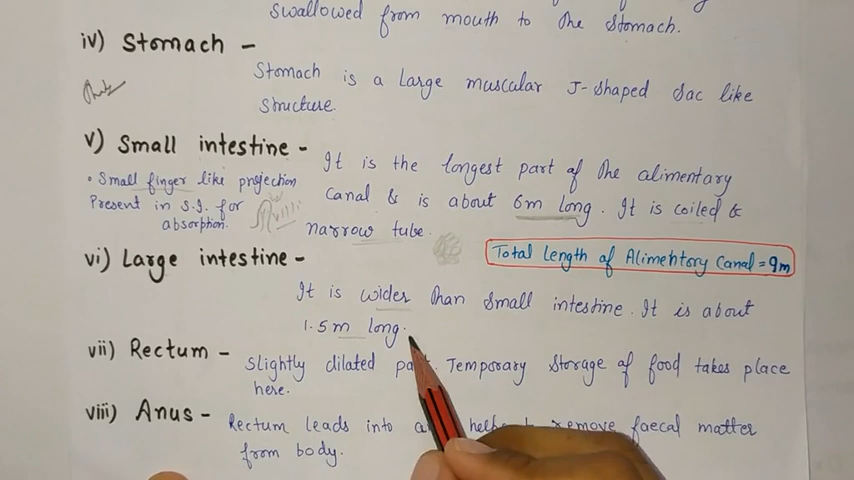 swallowed from mouth to the stomach.
iv) Stomach -
Stomach is a large muscular J-shaped sac like
structure.
v) Small intestine -
It is the longest part of the alimentary
canal & is about 6m long. It is coiled &
narrow tube.
• Small finger like projection
Present in S.I. for
absorption.
Total Length of Alimentory Canal = 9m
vi) Large intestine -
It is wider than small intestine. It is about
1.5m long.
vii) Rectum -
Slightly dilated part. Temporary storage of food takes place
here.
viii) Anus -
Rectum leads into remove faecal matter
from body.